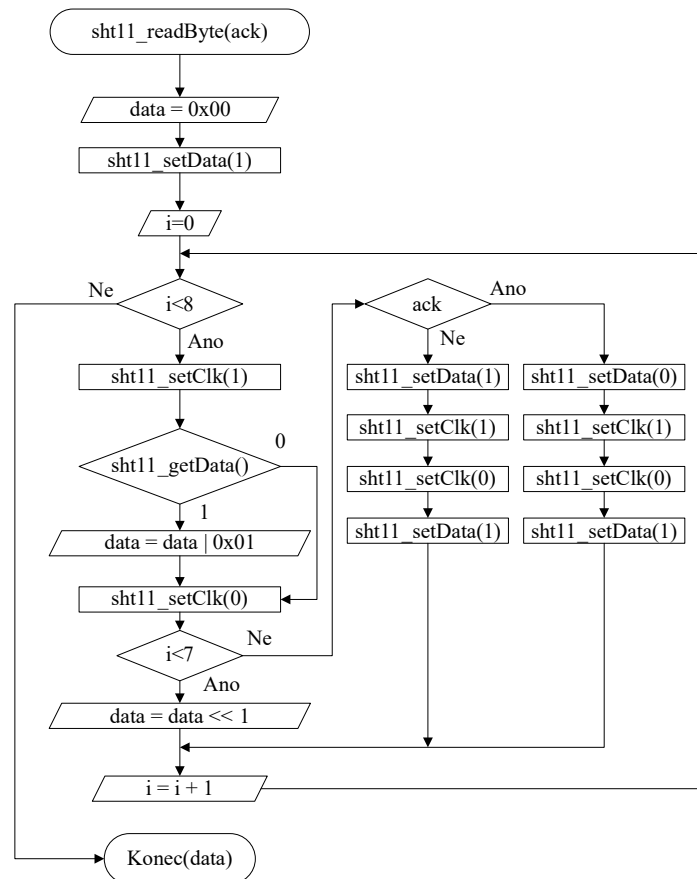 sht11_readByte(ack)
data = 0x00
sht11_setData(1)
i=0
Ne
i<8
Ano
sht11_setClk(1)
0
sht11_getData()
1
data = data | 0x01
sht11_setClk(0)
Ne
i<7
Ano
data = data << 1
i = i + 1
Konec(data)
ack
Ano
Ne
sht11_setData(1)
sht11_setClk(1)
sht11_setClk(0)
sht11_setData(1)
sht11_setData(0)
sht11_setClk(1)
sht11_setClk(0)
sht11_setData(1)